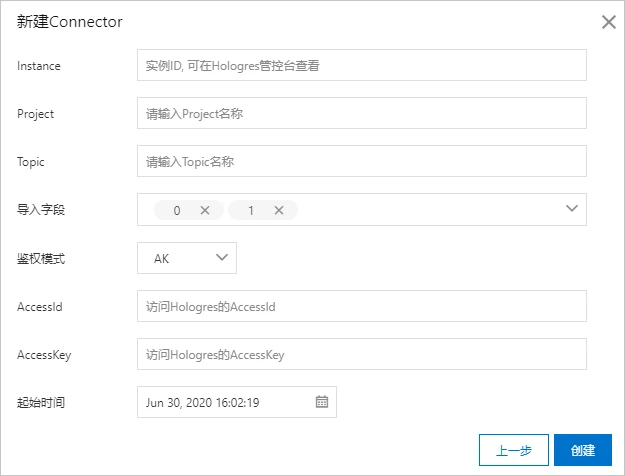 新建Connector
Instance 实例ID, 可在Hologres管控台查看
Project 请输入Project名称
Topic 请输入Topic名称
导入字段 0 1
鉴权模式 AK
AccessId 访问Hologres的AccessId
AccessKey 访问Hologres的AccessKey
起始时间 Jun 30, 2020 16:02:19
上一步 创建